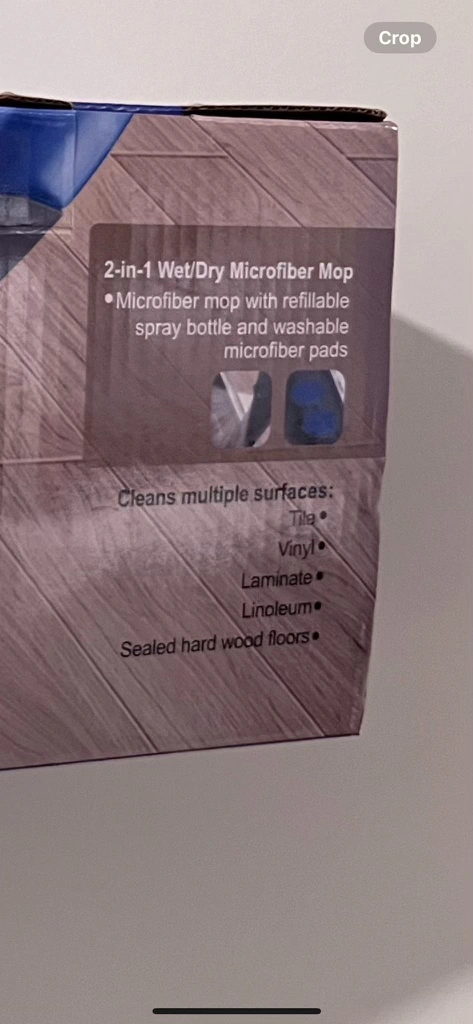 Crop
2-in-1 Wet/Dry Microfiber Mop
•Microfiber mop with refillable
spray bottle and washable
microfiber pads
Cleans multiple surfaces:
Tile•
Vinyl•
Laminate•
Linoleum•
Sealed hard wood floors•